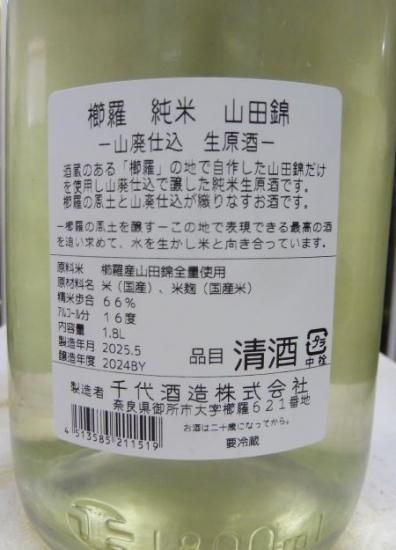 櫛羅 純米 山田錦
－山廃仕込 生原酒－
酒蔵のある「櫛羅」の地で自作した山田錦だけ
を使用し山廃仕込で醸した純米生原酒です。
櫛羅の風土と山廃仕込が織りなすお酒です。
－櫛羅の風土を醸す－この地で表現できる最高の酒
を追い求めて、水を生かし米と向き合っています。
原料米 櫛羅産山田錦全量使用
原材料名 米（国産）、米麹（国産米）
精米歩合 66%
アルコール分 16度
内容量 1.8L
製造年月 2025.5
醸造年度 2024BY
品目 清酒
プラ
中栓
製造者 千代酒造株式会社
奈良県御所市大字櫛羅621番地
お酒は二十歳になってから。
要冷蔵
4513585211519
1800ml